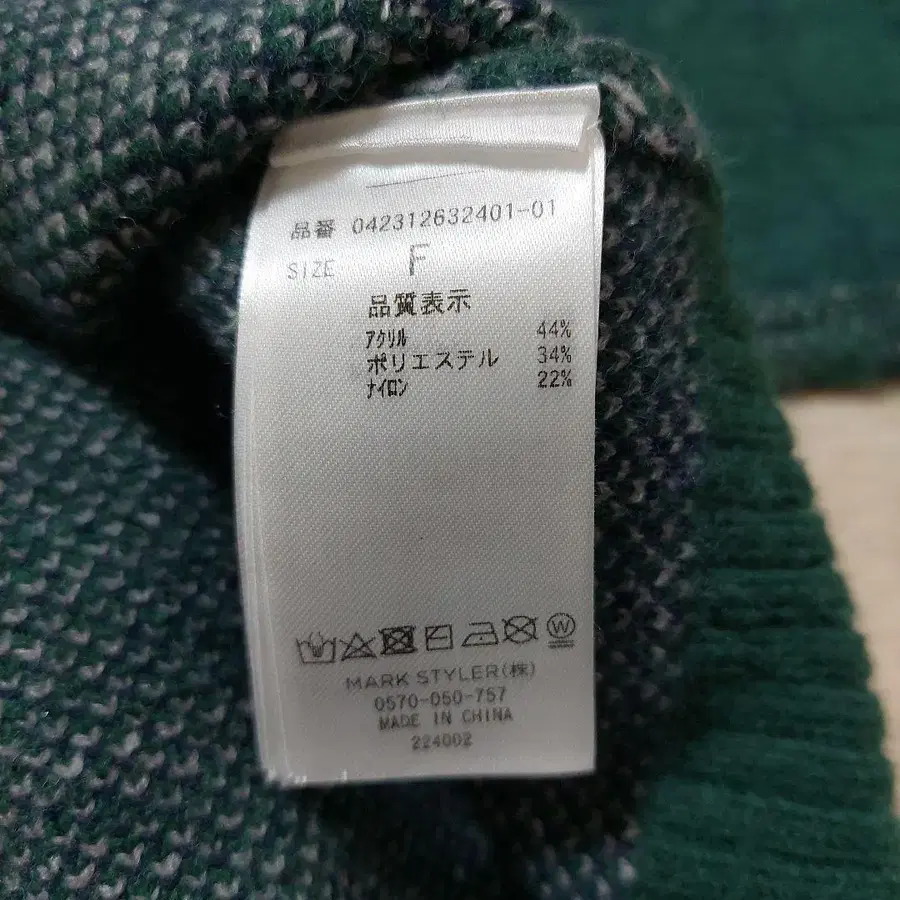 品番 042312632401-01
SIZE F
品質表示
アクリル 44%
ポリエステル 34%
ナイロン 22%
W
MARK STYLER(株)
0570-050-757
MADE IN CHINA
224002